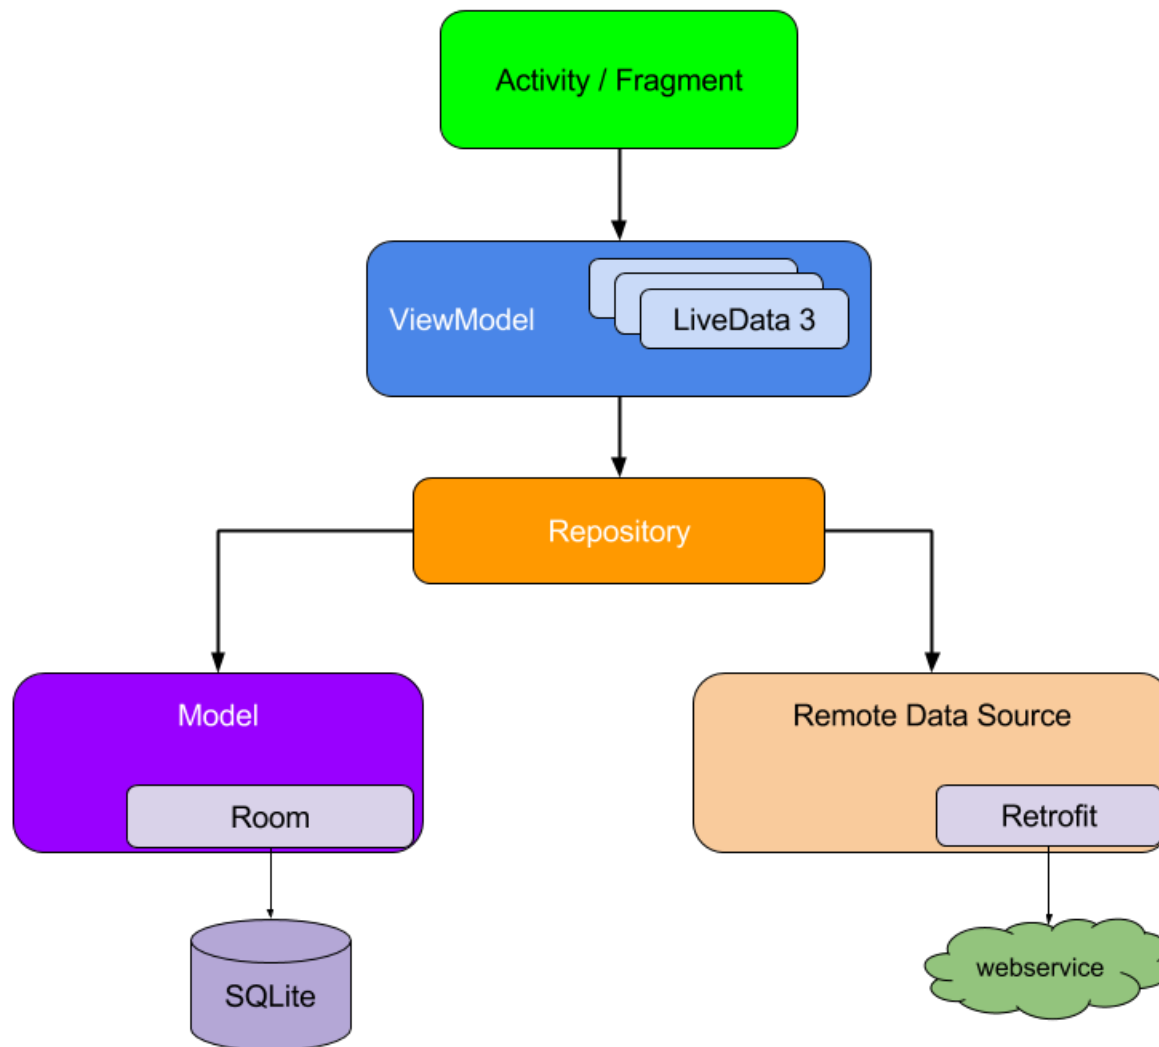 Activity / Fragment
ViewModel
LiveData 3
Repository
Model
Remote Data Source
Room
Retrofit
SQLite
webservice